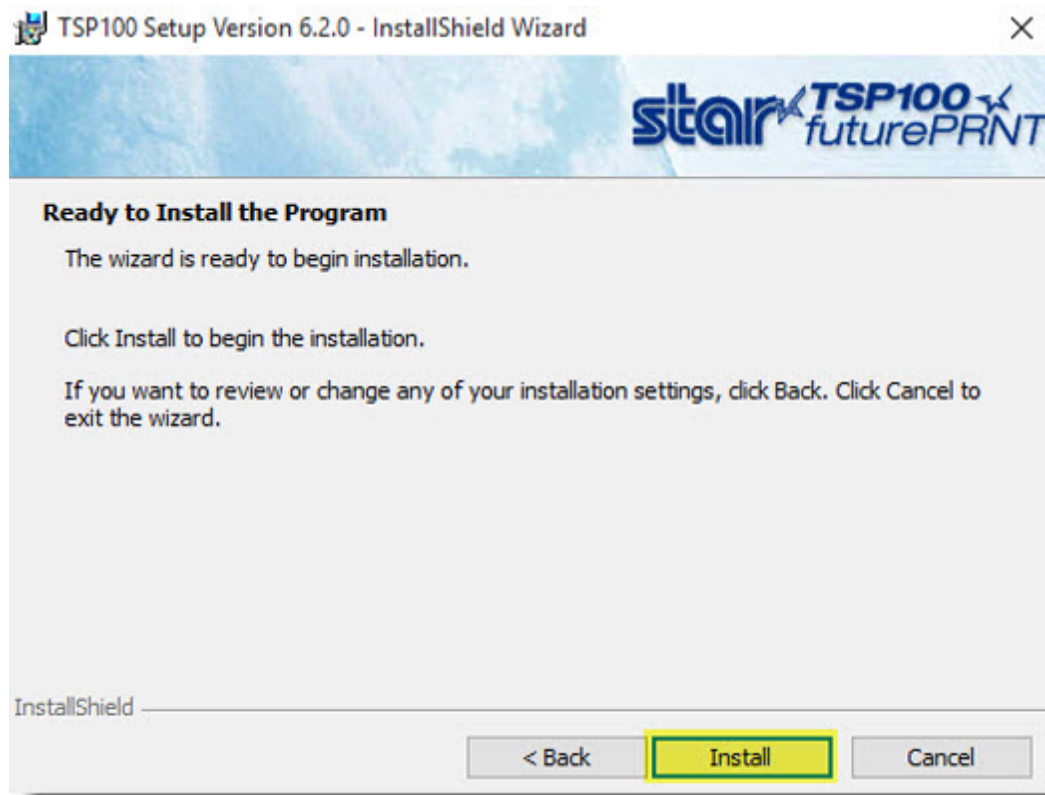 TSP100 Setup Version 6.2.0 - InstallShield Wizard
star TSP100
futurePRNT
Ready to Install the Program
The wizard is ready to begin installation.
Click Install to begin the installation.
If you want to review or change any of your installation settings, click Back. Click Cancel to
exit the wizard.
InstallShield
< Back Install Cancel